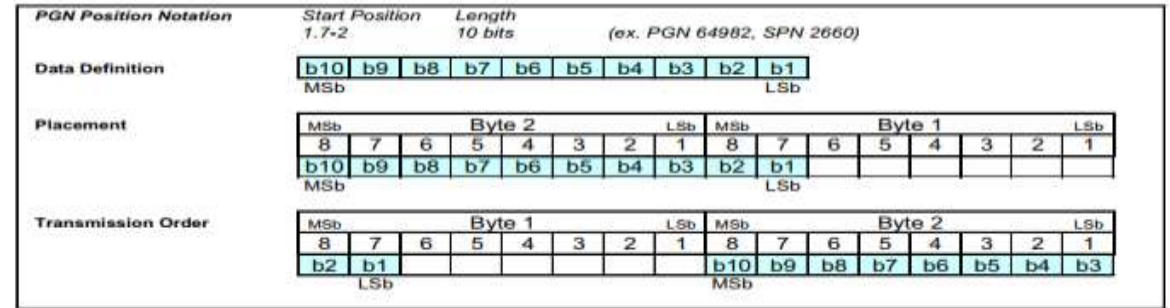 PGN Position Notation Start Position Length
1.7-2 10 bits (ex. PGN 64982, SPN 2660)
Data Definition b10 b9 b8 b7 b6 b5 b4 b3 b2 b1
MSb LSb
Placement MSb Byte 2 LSb MSb Byte 1 LSb
8 7 6 5 4 3 2 1 8 7 6 5 4 3 2 1
b10 b9 b8 b7 b6 b5 b4 b3 b2 b1
MSb LSb
Transmission Order MSb Byte 1 LSb MSb Byte 2 LSb
8 7 6 5 4 3 2 1 8 7 6 5 4 3 2 1
b2 b1 b10 b9 b8 b7 b6 b5 b4 b3
LSb MSb